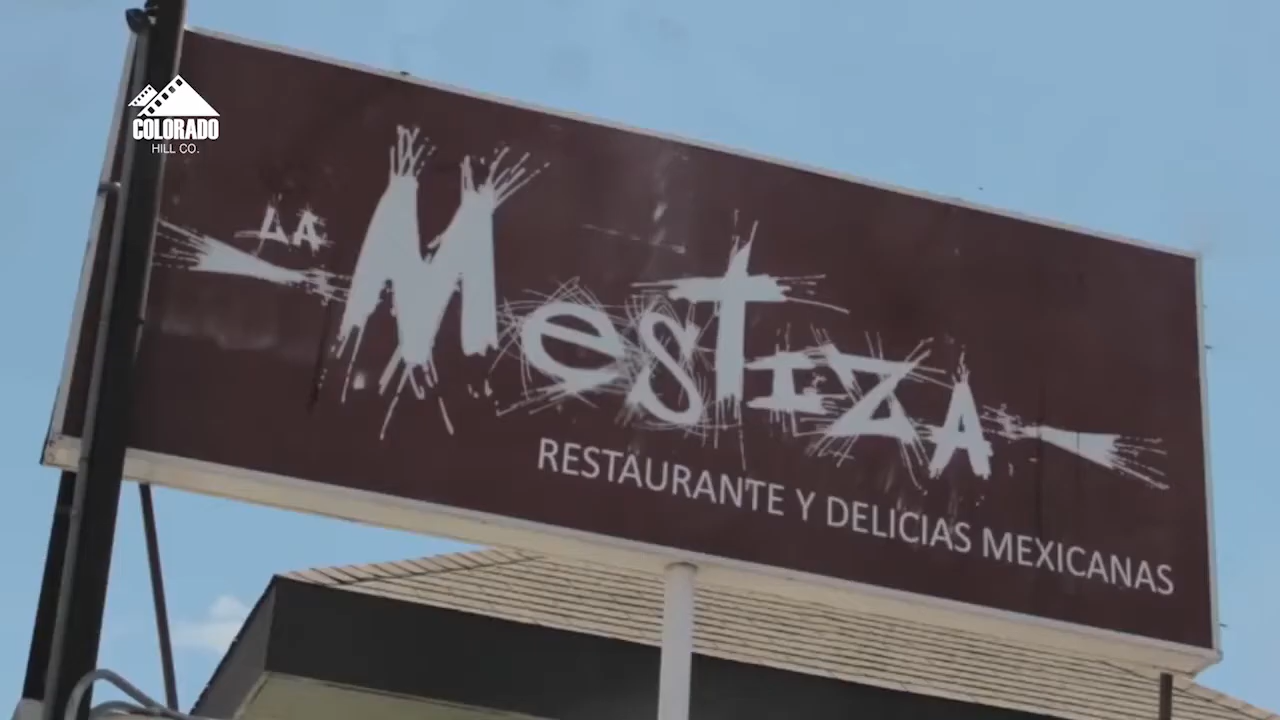 COLORADO
HILL CO.
LA
MesTIZA
RESTAURANTE Y DELICIAS MEXICANAS